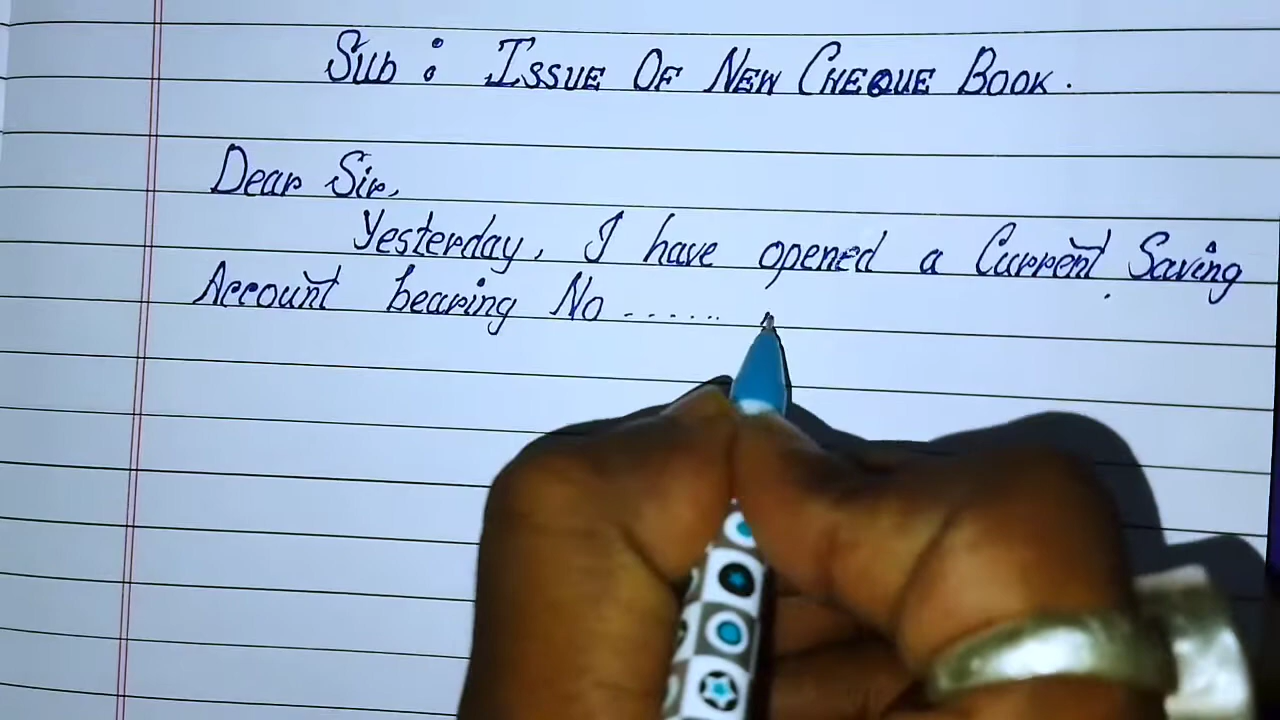 Sub : ISSUE OF NEW CHEQUE BOOK.
Dear Sir,
Yesterday, I have opened a Current Saving
Account bearing No ......